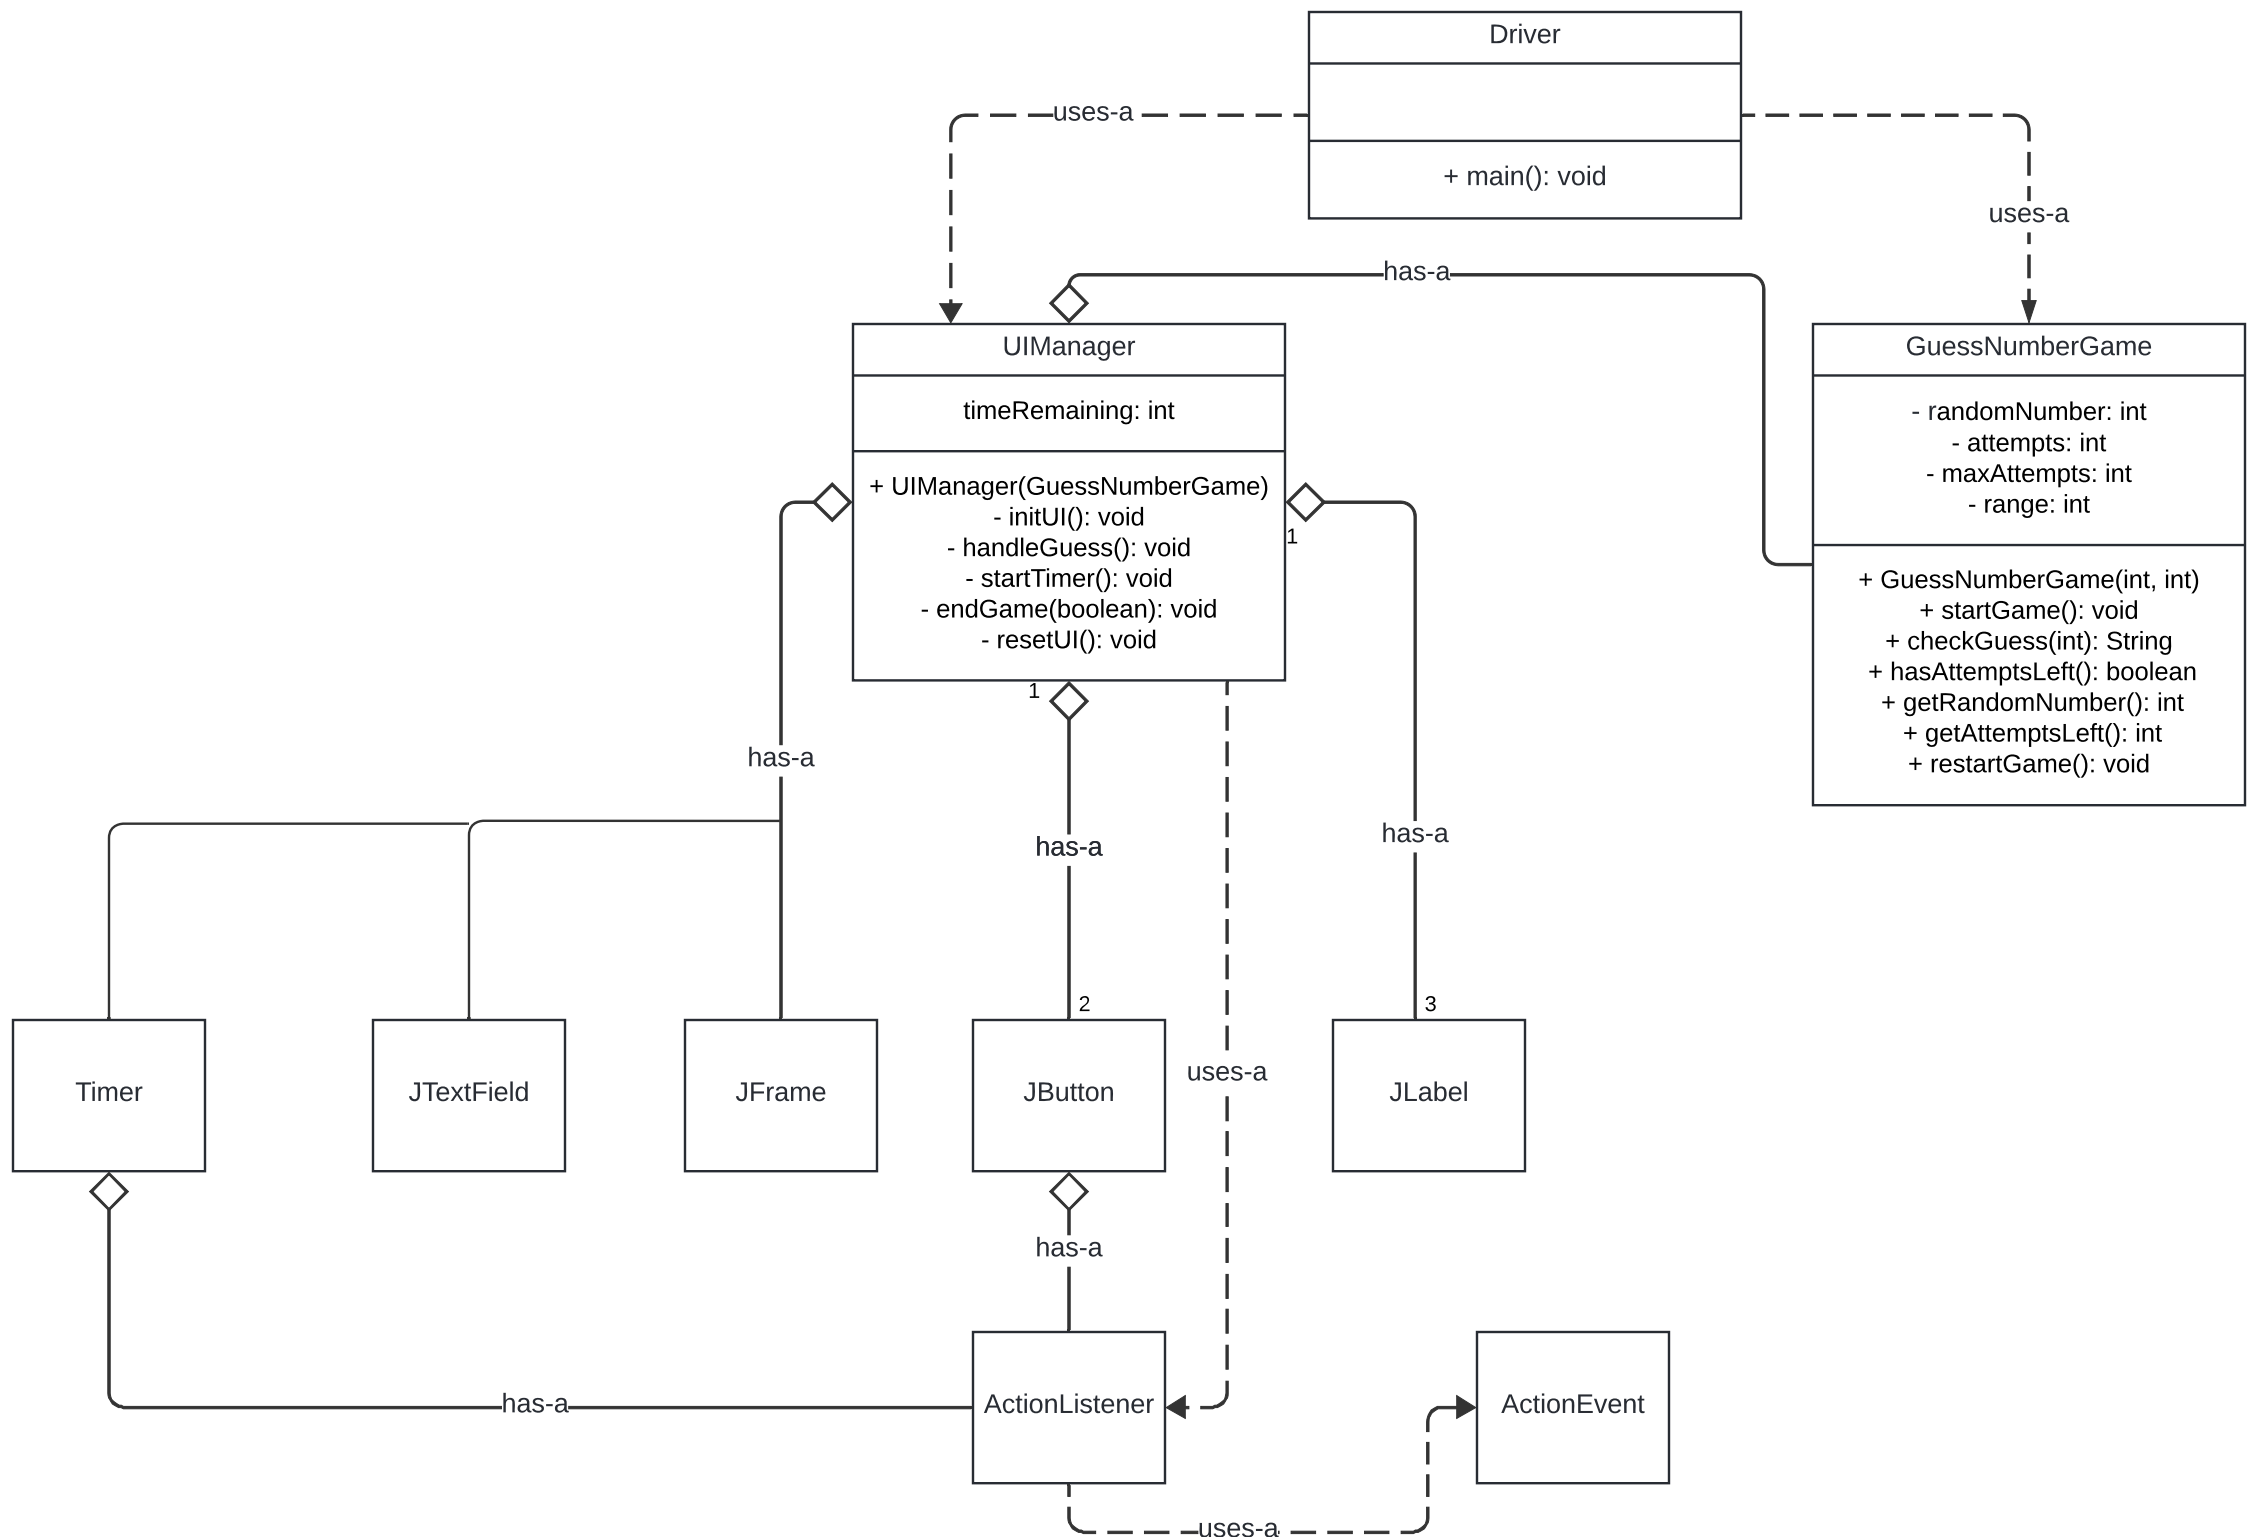 Driver
+ main(): void
uses-a
uses-a
has-a
UIManager
timeRemaining: int
+ UIManager(GuessNumberGame)
- initUI(): void
- handleGuess(): void
- startTimer(): void
- endGame(boolean): void
- resetUI(): void
GuessNumberGame
- randomNumber: int
- attempts: int
- maxAttempts: int
- range: int
+ GuessNumberGame(int, int)
+ startGame(): void
+ checkGuess(int): String
+ hasAttemptsLeft(): boolean
+ getRandomNumber(): int
+ getAttemptsLeft(): int
+ restartGame(): void
1
1
has-a
has-a
has-a
2
3
uses-a
Timer
JTextField
JFrame
JButton
JLabel
has-a
has-a
ActionListener
ActionEvent
uses-a